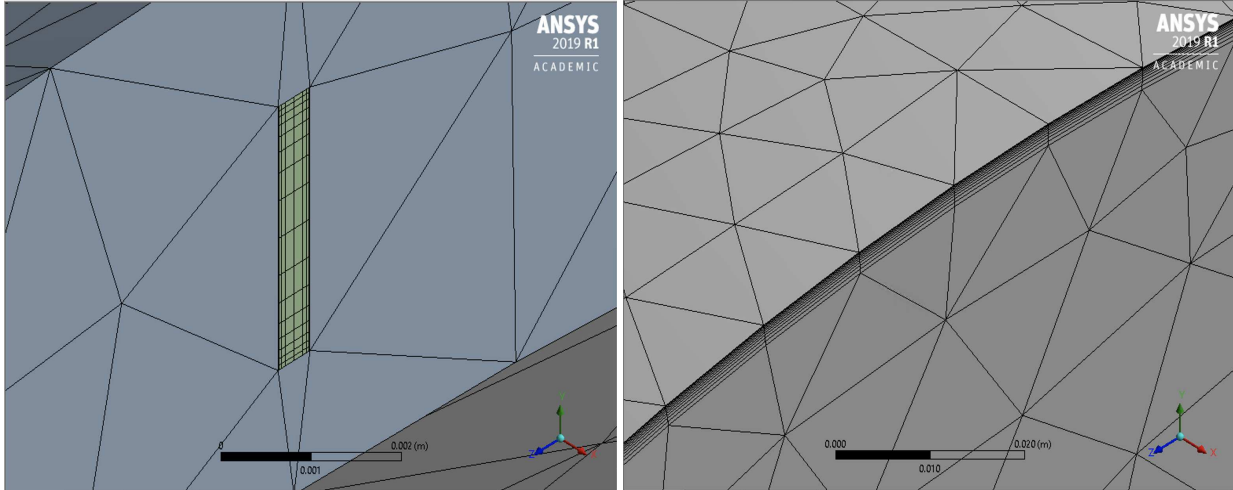 ANSYS
2019 R1
ACADEMIC
0
0.002 (m)
0.001
Y
Z
X
ANSYS
2019 R1
ACADEMIC
0.000
0.020 (m)
0.010
Y
Z
X